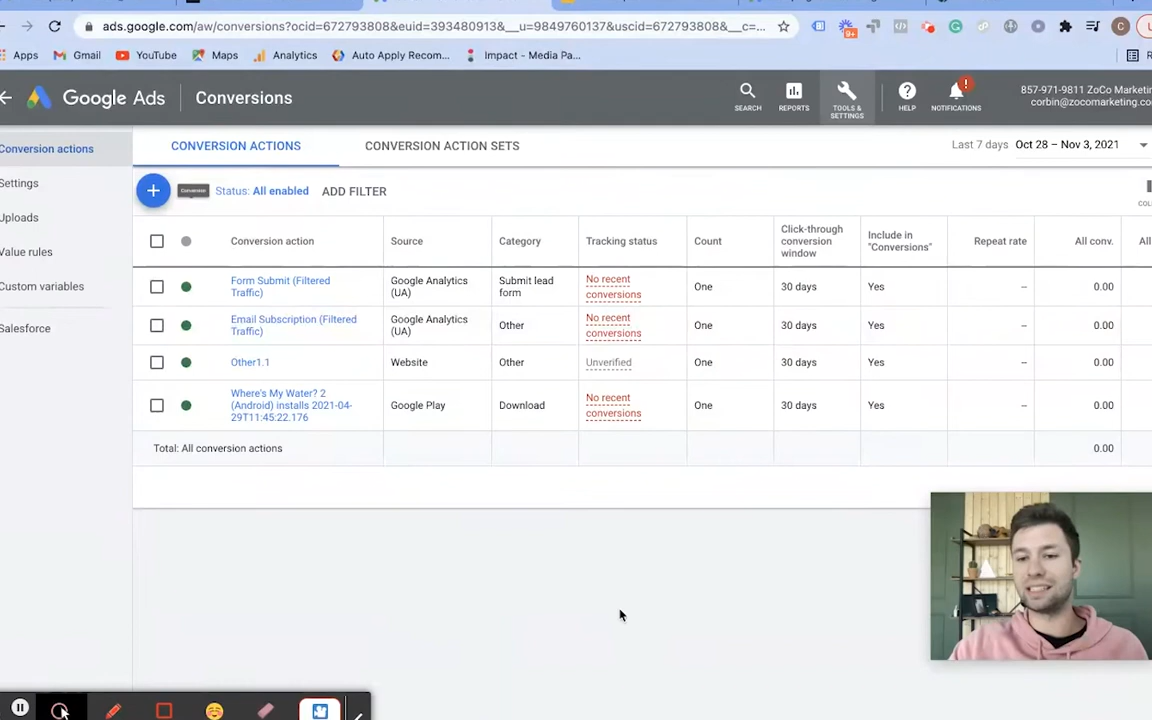 ads.google.com/aw/conversions?ocid=672793808&euid=393480913&__u=9849760137&uscid=672793808&__c=...
9+
C
Apps
Gmail
YouTube
Maps
Analytics
Auto Apply Recom...
Impact - Media Pa...
R
Google Ads
Conversions
SEARCH
REPORTS
TOOLS &
SETTINGS
HELP
NOTIFICATIONS
857-971-9811 ZoCo Marketin
corbin@zocomarketing.co
Conversion actions
Settings
Uploads
Value rules
Custom variables
Salesforce
CONVERSION ACTIONS
CONVERSION ACTION SETS
Last 7 days
Oct 28 – Nov 3, 2021
Status: All enabled
ADD FILTER
Conversion action
Source
Category
Tracking status
Count
Click-through
conversion
window
Include in
"Conversions"
Repeat rate
All conv.
All
Form Submit (Filtered
Traffic)
Google Analytics
(UA)
Submit lead
form
No recent
conversions
One
30 days
Yes
–
0.00
Email Subscription (Filtered
Traffic)
Google Analytics
(UA)
Other
No recent
conversions
One
30 days
Yes
–
0.00
Other1.1
Website
Other
Unverified
One
30 days
Yes
–
0.00
Where's My Water? 2
(Android) installs 2021-04-
29T11:45:22.176
Google Play
Download
No recent
conversions
One
30 days
Yes
–
0.00
Total: All conversion actions
0.00